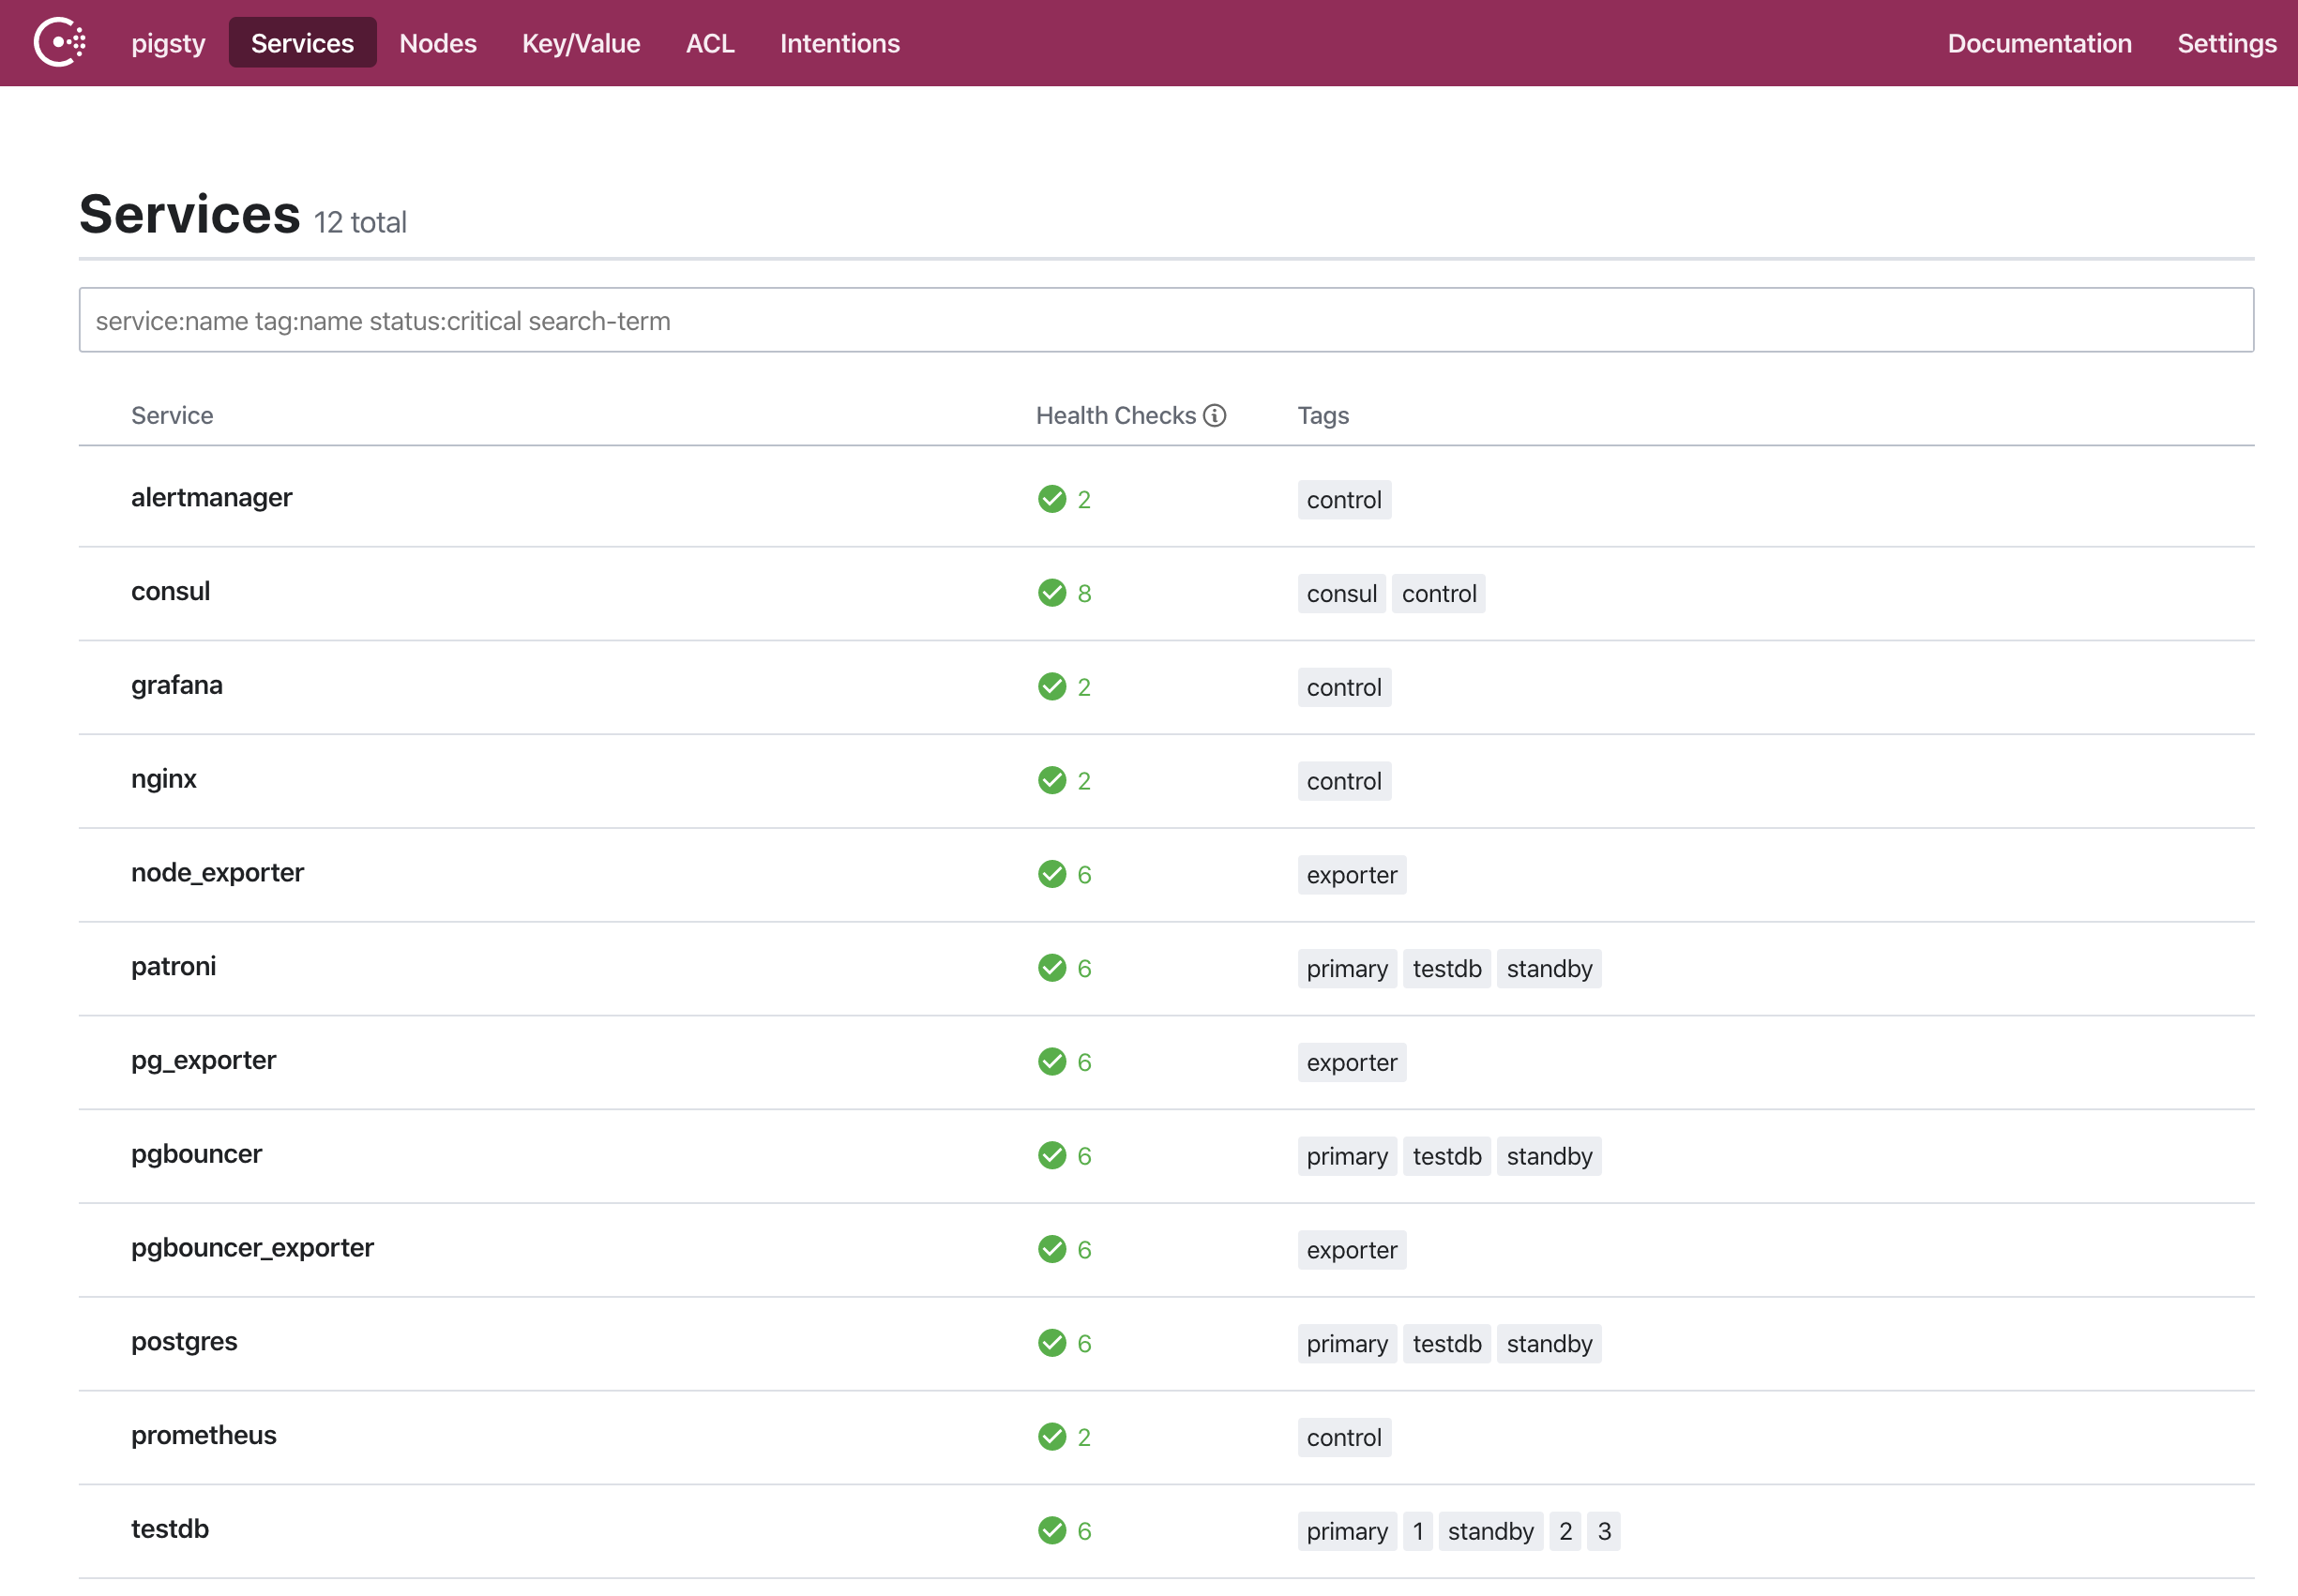 pigsty Services Nodes Key/Value ACL Intentions Documentation Settings
Services 12 total
service:name tag:name status:critical search-term
Service Health Checks Tags
alertmanager 2 control
consul 8 consul control
grafana 2 control
nginx 2 control
node_exporter 6 exporter
patroni 6 primary testdb standby
pg_exporter 6 exporter
pgbouncer 6 primary testdb standby
pgbouncer_exporter 6 exporter
postgres 6 primary testdb standby
prometheus 2 control
testdb 6 primary 1 standby 2 3